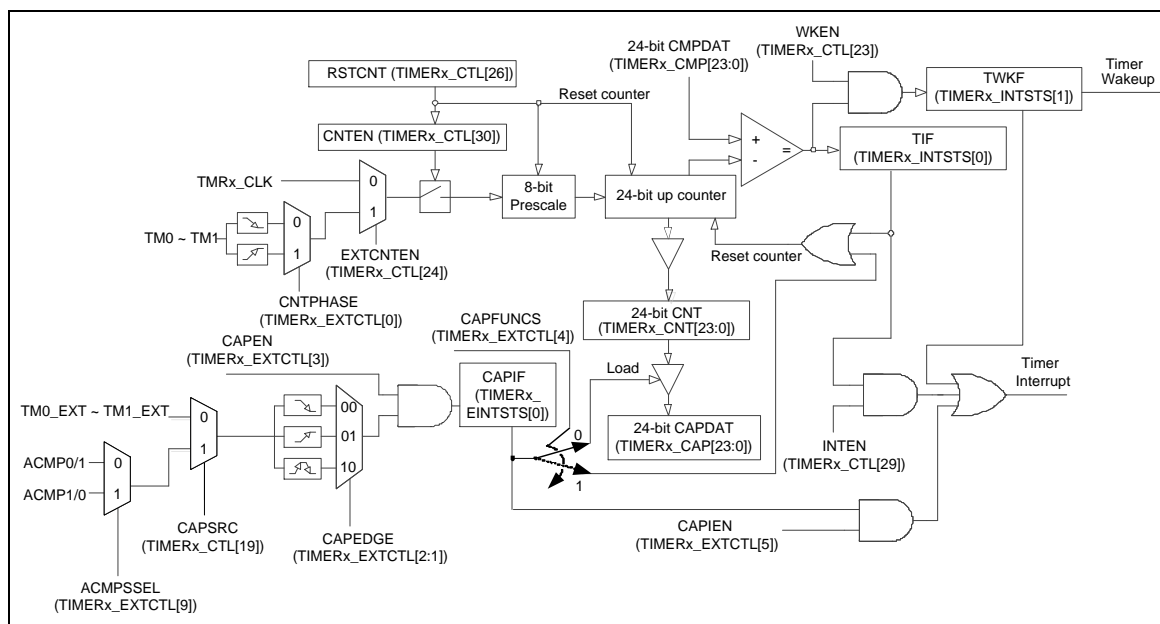 WKEN
(TIMERx_CTL[23])
24-bit CMPDAT
(TIMERx_CMP[23:0])
Timer
Wakeup
TWKF
(TIMERx_INTSTS[1])
RSTCNT (TIMERx_CTL[26])
Reset counter
CNTEN (TIMERx_CTL[30])
+
-
=
TIF
(TIMERx_INTSTS[0])
TMRx_CLK
0
1
8-bit
Prescale
24-bit up counter
TM0 ~ TM1
0
1
EXTCNTEN
(TIMERx_CTL[24])
Reset counter
CNTPHASE
(TIMERx_EXTCTL[0])
24-bit CNT
(TIMERx_CNT[23:0])
CAPFUNCS
(TIMERx_EXTCTL[4])
CAPEN
(TIMERx_EXTCTL[3])
Load
Timer
Interrupt
CAPIF
(TIMERx_
EINTSTS[0])
TM0_EXT ~ TM1_EXT
0
1
00
01
10
0
1
24-bit CAPDAT
(TIMERx_CAP[23:0])
INTEN
(TIMERx_CTL[29])
ACMP0/1
ACMP1/0
0
1
CAPSRC
(TIMERx_CTL[19])
CAPEDGE
(TIMERx_EXTCTL[2:1])
CAPIEN
(TIMERx_EXTCTL[5])
ACMPSSEL
(TIMERx_EXTCTL[9])